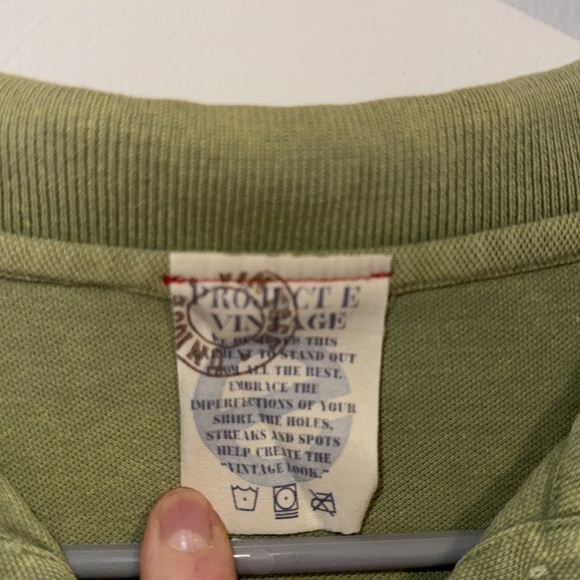 PROJECT E
VINTAGE
WE DESIGNED THIS
GARMENT TO STAND OUT
FROM ALL THE REST.
EMBRACE THE
IMPERFECTIONS OF YOUR
SHIRT. THE HOLES,
STREAKS AND SPOTS
HELP CREATE THE
"VINTAGE LOOK."